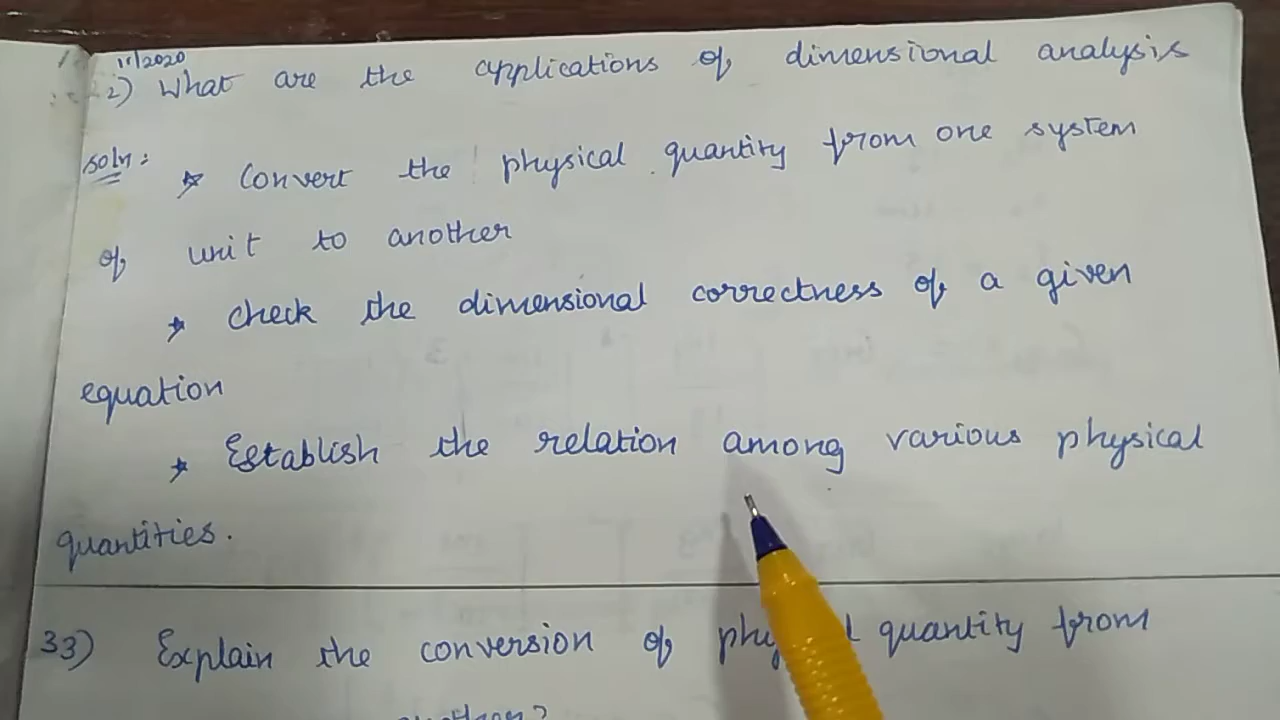 11/2020
2) What are the applications of dimensional analysis
Soln:
* Convert the physical quantity from one system
of unit to another
* Check the dimensional correctness of a given
equation
* Establish the relation among various physical
quantities.
33) Explain the conversion of quantity from
another?